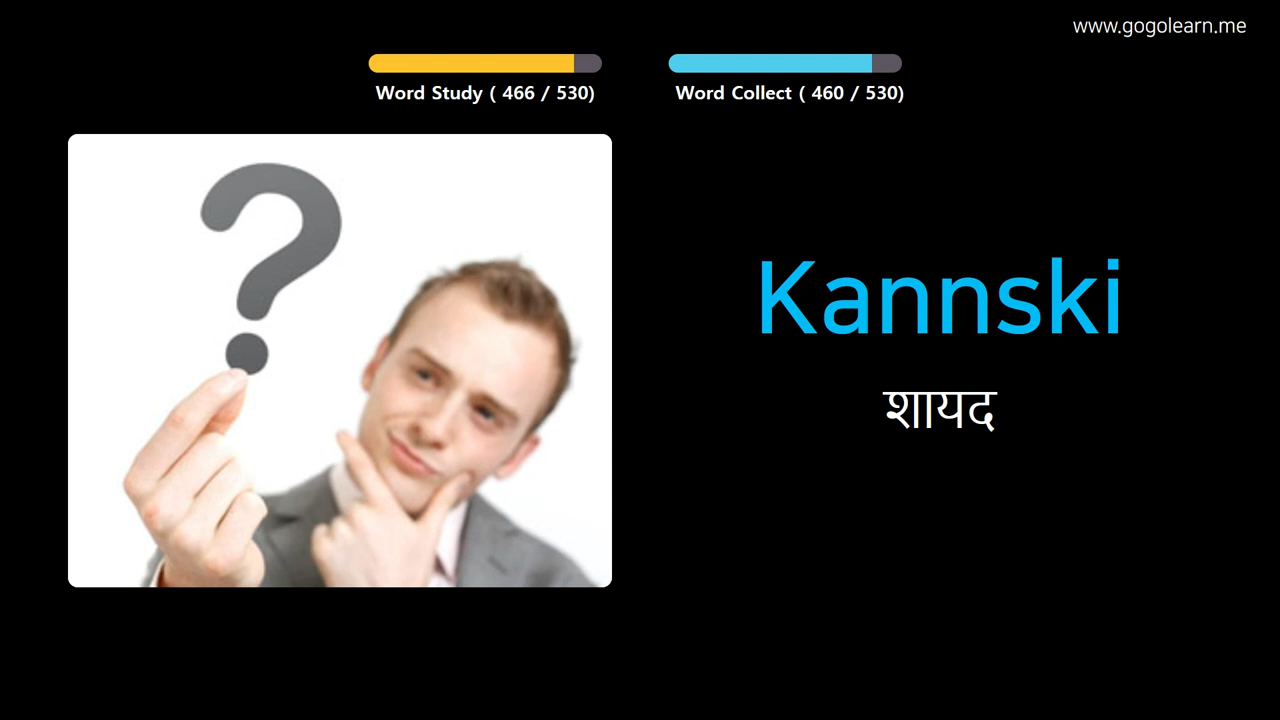 www.gogolearn.me
Word Study ( 466 / 530)
Word Collect ( 460 / 530)
?
Kannski
शायद